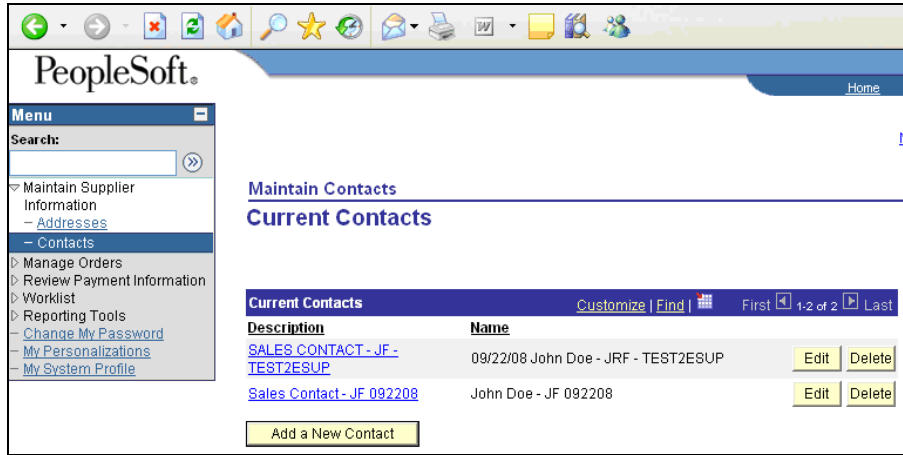 PeopleSoft®
Home
Menu
Search:
Maintain Supplier
Information
– Addresses
– Contacts
Manage Orders
Review Payment Information
Worklist
Reporting Tools
– Change My Password
– My Personalizations
– My System Profile
Maintain Contacts
Current Contacts
Current Contacts Customize | Find | First 1-2 of 2 Last
Description Name
SALES CONTACT - JF -
TEST2ESUP
09/22/08 John Doe - JRF - TEST2ESUP Edit Delete
Sales Contact - JF 092208 John Doe - JF 092208 Edit Delete
Add a New Contact